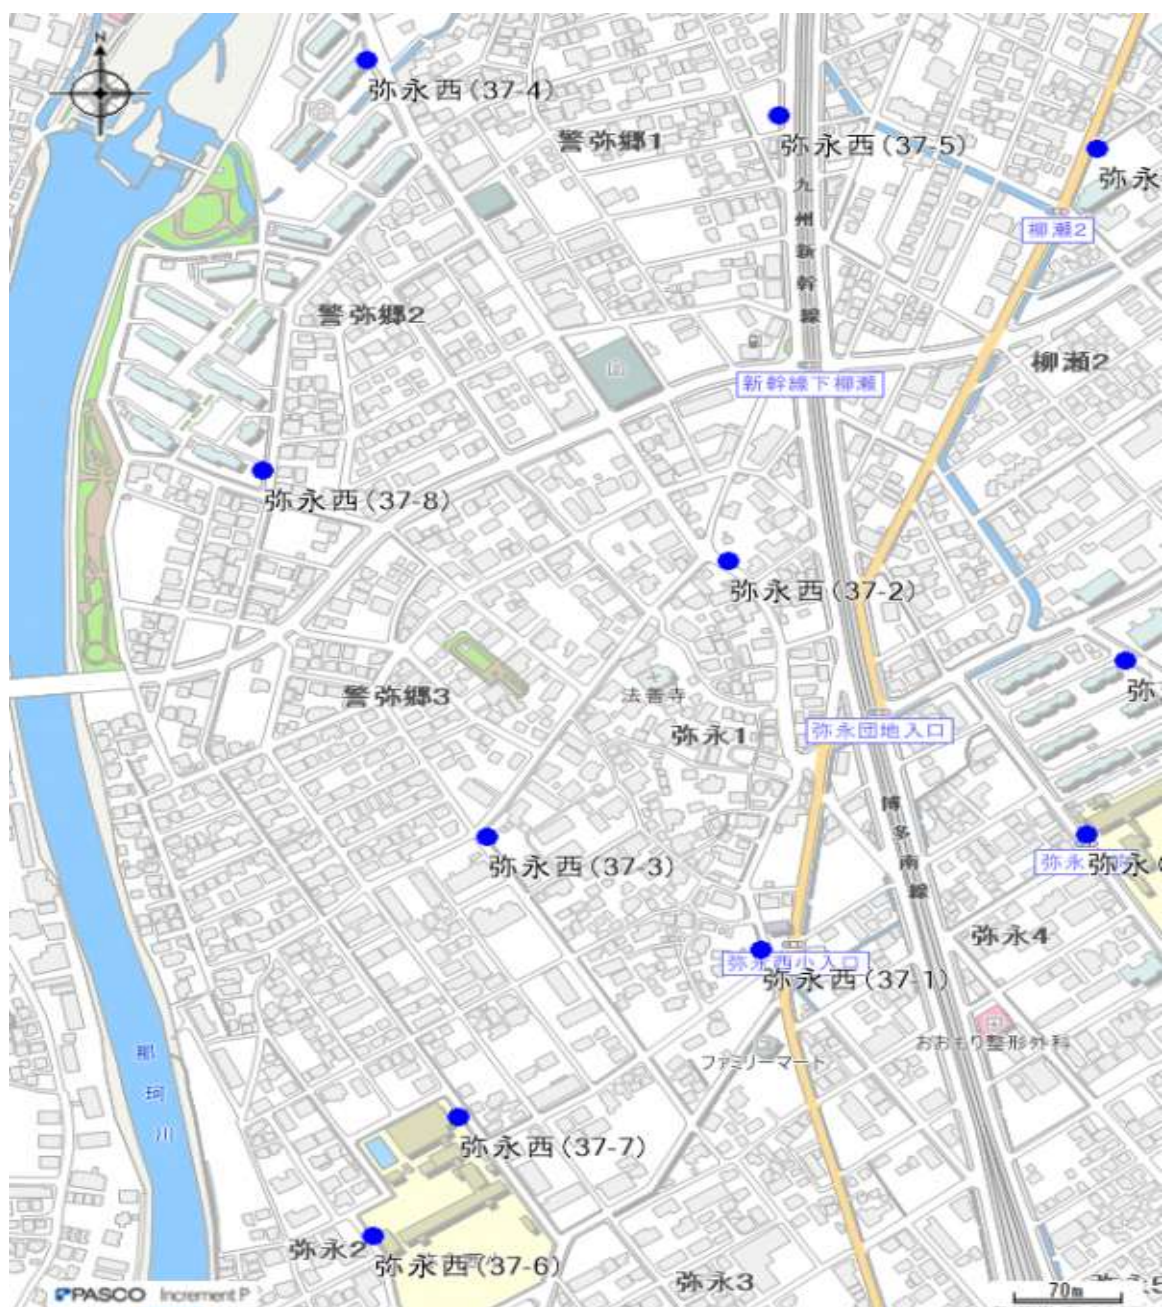 N
弥永西(37-4)
弥永西(37-5)
警弥郷1
弥永
九州新幹線
柳瀬2
警弥郷2
柳瀬2
新幹線下柳瀬
弥永西(37-8)
弥永西(37-2)
法善寺
警弥郷3
弥永1
弥永団地入口
博多南線
弥永西(37-3)
弥永
弥永4
弥永西小入口
弥永西(37-1)
おおもり整形外科
ファミリーマート
那珂川
弥永西(37-7)
弥永2
弥永西(37-6)
弥永3
70m
PASCO Increment P